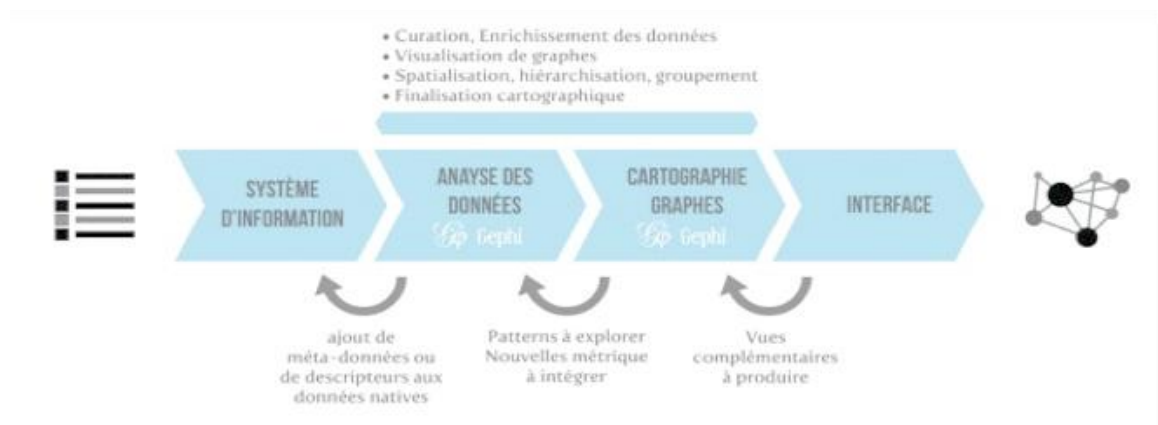 • Curation, Enrichissement des données
• Visualisation de graphes
• Spatialisation, hiérarchisation, groupement
• Finalisation cartographique
SYSTÈME
D'INFORMATION
ANAYSE DES
DONNÉES
Gephi
CARTOGRAPHIE
GRAPHES
Gephi
INTERFACE
ajout de
méta-données ou
de descripteurs aux
données natives
Patterns à explorer
Nouvelles métrique
à intégrer
Vues
complémentaires
à produire